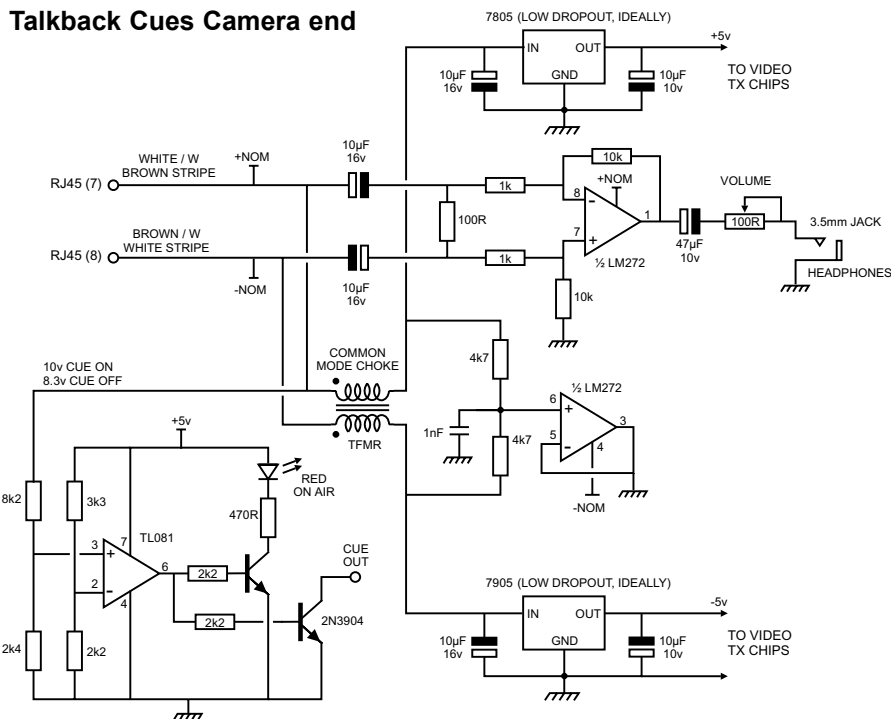 Talkback Cues Camera end
7805 (LOW DROPOUT, IDEALLY)
IN
OUT
GND
+5v
TO VIDEO
TX CHIPS
10µF
16v
10µF
10v
RJ45 (7)
WHITE / W
BROWN STRIPE
+NOM
10µF
16v
1k
10k
+NOM
8
-
1
7
+
½ LM272
100R
47µF
10v
VOLUME
100R
3.5mm JACK
HEADPHONES
RJ45 (8)
BROWN / W
WHITE STRIPE
-NOM
10µF
16v
1k
10k
10v CUE ON
8.3v CUE OFF
COMMON
MODE CHOKE
TFMR
4k7
1nF
4k7
½ LM272
6
+
3
5
-
4
-NOM
+5v
8k2
3k3
TL081
3
+
7
6
2
-
4
2k4
2k2
RED
ON AIR
470R
2k2
2k2
CUE
OUT
2N3904
7905 (LOW DROPOUT, IDEALLY)
IN
OUT
GND
-5v
TO VIDEO
TX CHIPS
10µF
16v
10µF
10v